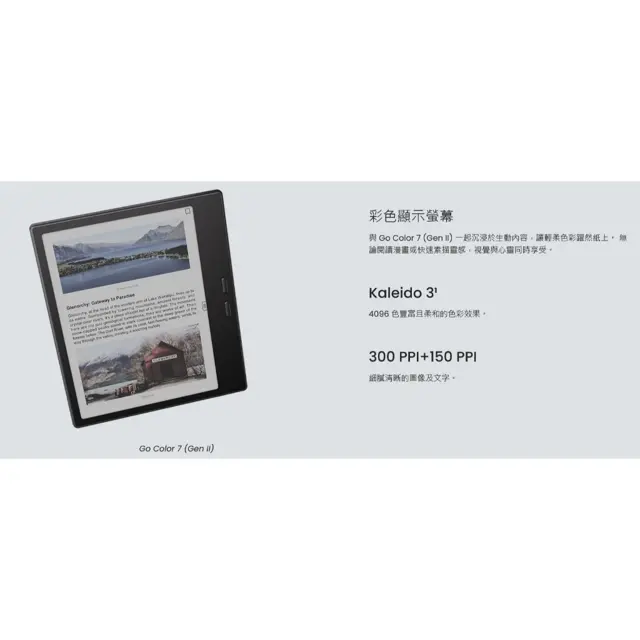 彩色顯示螢幕
與 Go Color 7 (Gen II) 一起沉浸於生動內容，讓輕柔色彩躍然紙上。 無
論閱讀漫畫或快速素描靈感，視覺與心靈同時享受。
Kaleido 3¹
4096 色豐富且柔和的色彩效果。
300 PPI+150 PPI
細膩清晰的圖像及文字。
Glenorchy: Gateway to Paradise
Go Color 7 (Gen II)